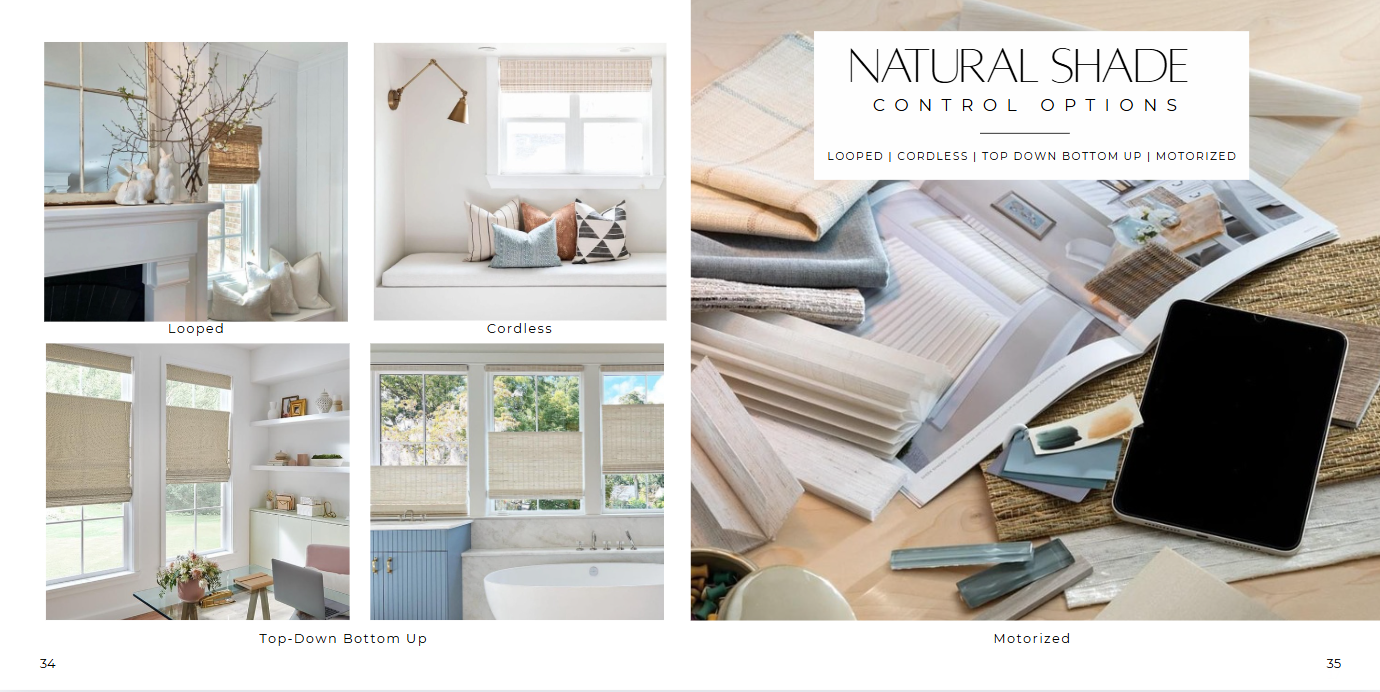 Looped
Cordless
Top-Down Bottom Up
34
NATURAL SHADE
CONTROL OPTIONS
LOOPED | CORDLESS | TOP DOWN BOTTOM UP | MOTORIZED
Motorized
35